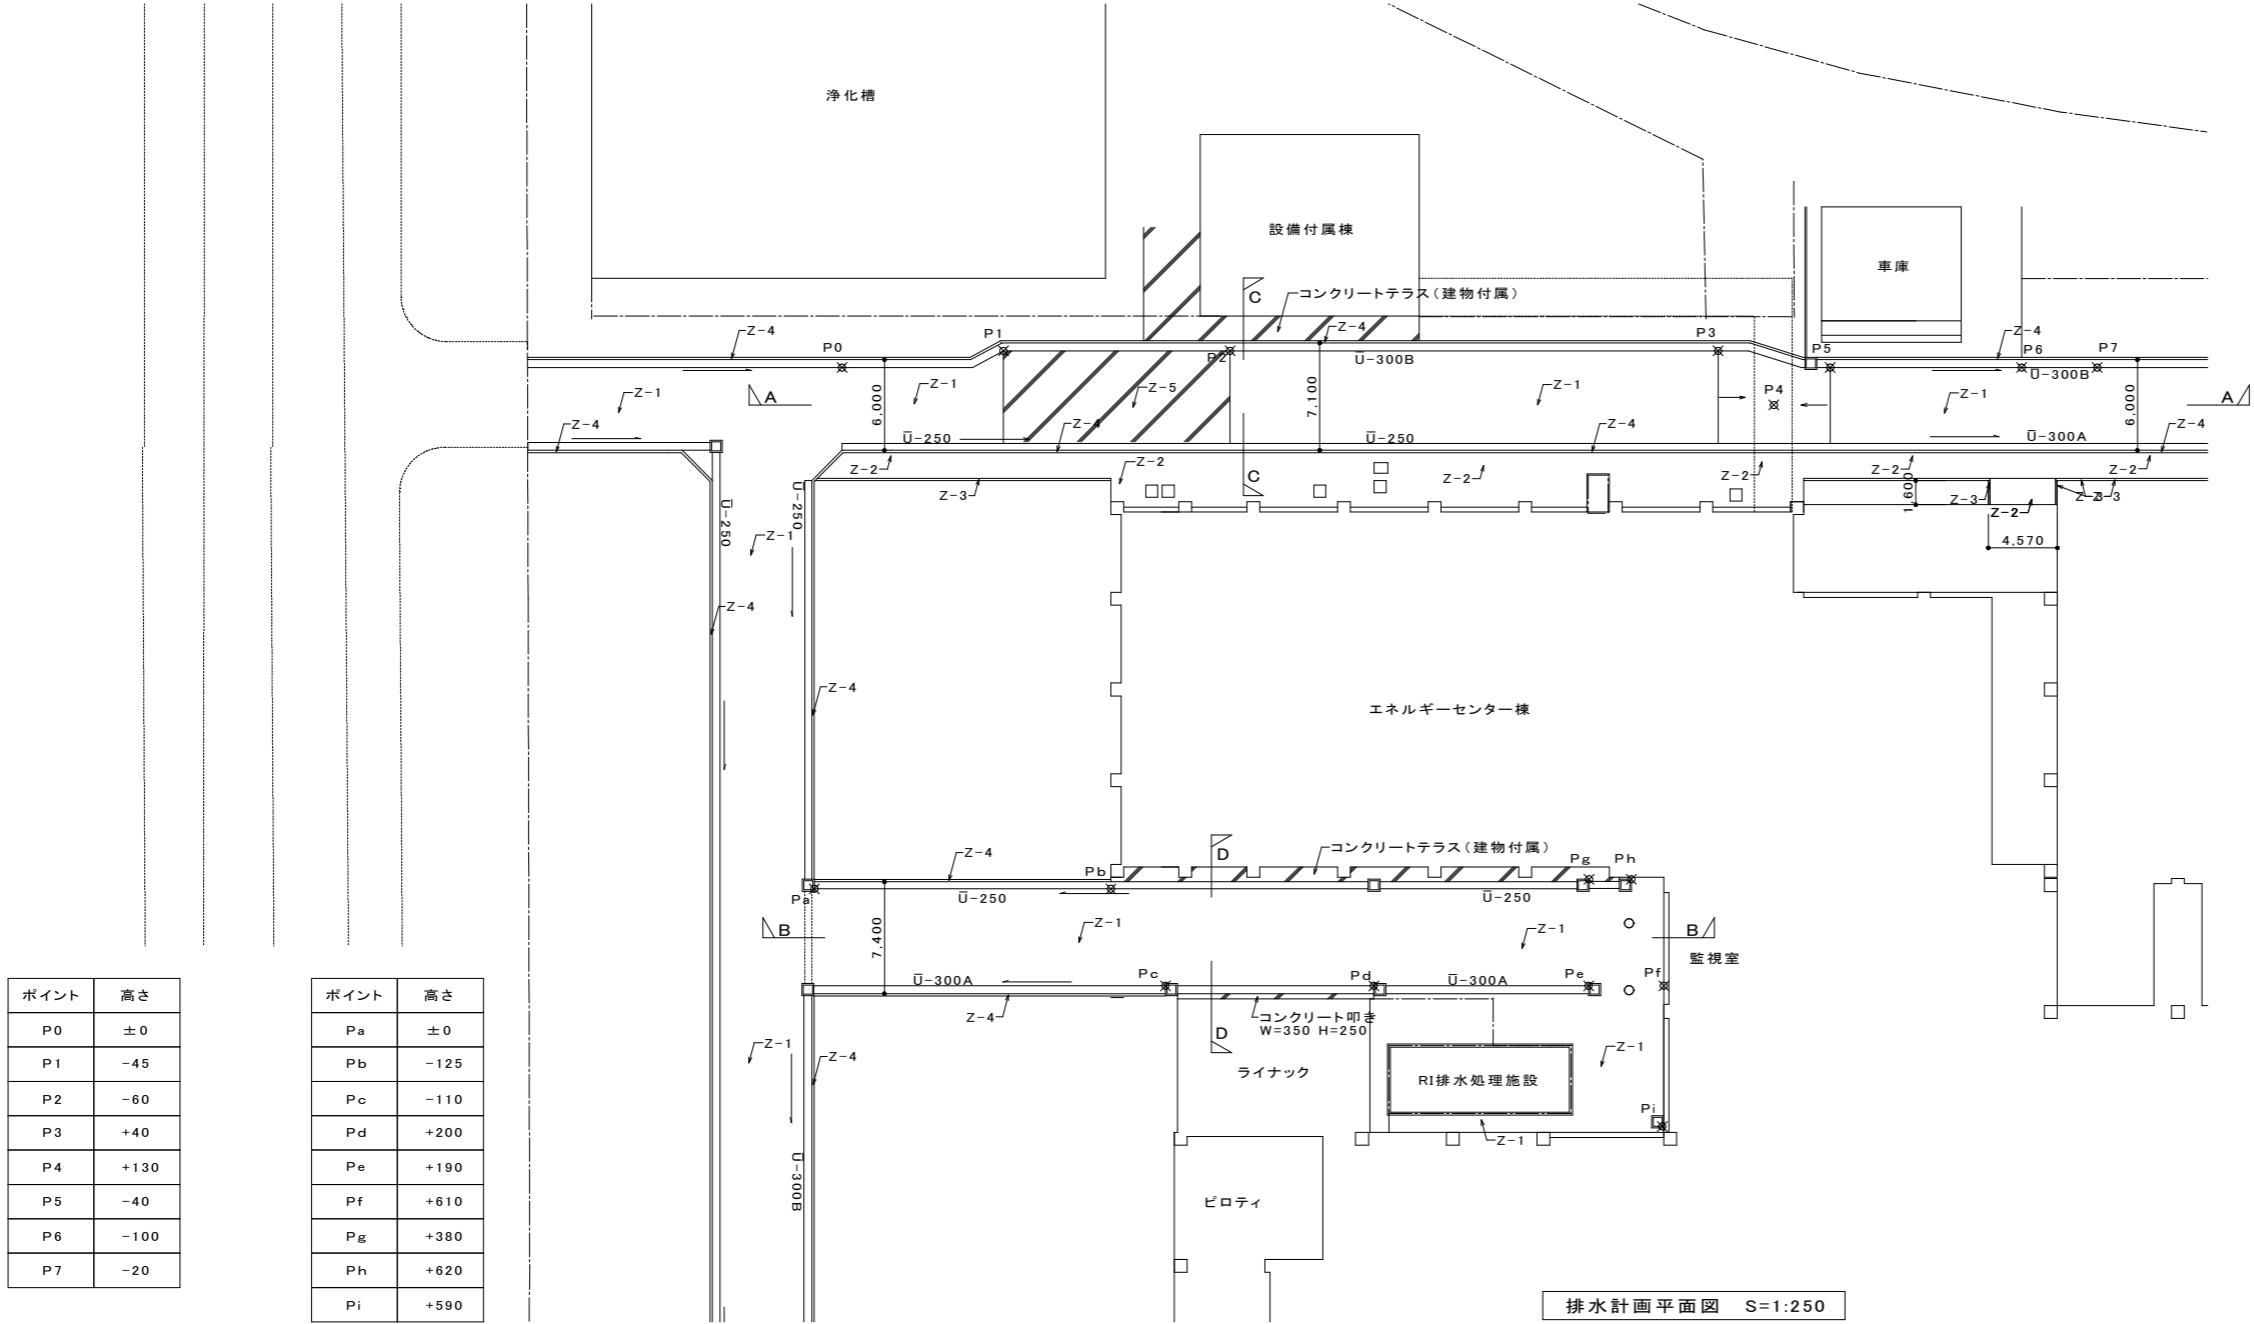 浄化槽
設備付属棟
車庫
コンクリートテラス(建物付属)
C
Z-4
P0
P1
Z-4
P2
U-300B
P3
P5
Z-4
P6
P7
U-300B
Z-1
A
6,000
Z-1
Z-5
7,100
Z-1
P4
Z-1
6,000
A
Z-4
U-250
Z-4
U-250
Z-4
U-300A
Z-4
Z-2
Z-3
Z-2
C
Z-2
Z-2
Z-2
1,600
Z-3
Z-2
Z-2
Z-3
4,570
U-250
U-250
Z-1
Z-4
Z-4
エネルギーセンター棟
Z-4
Pb
D
コンクリートテラス(建物付属)
Pg
Ph
Pa
U-250
U-250
B
7,400
Z-1
Z-1
B
監視室
U-300A
Pc
Pd
U-300A
Pe
Pf
Z-4
コンクリート叩き
W=350 H=250
D
Z-1
Z-4
ライナック
RI排水処理施設
Z-1
Pi
Z-1
U-300B
ピロティ
ポイント 高さ
P0 ±0
P1 -45
P2 -60
P3 +40
P4 +130
P5 -40
P6 -100
P7 -20
ポイント 高さ
Pa ±0
Pb -125
Pc -110
Pd +200
Pe +190
Pf +610
Pg +380
Ph +620
Pi +590
排水計画平面図 S=1:250